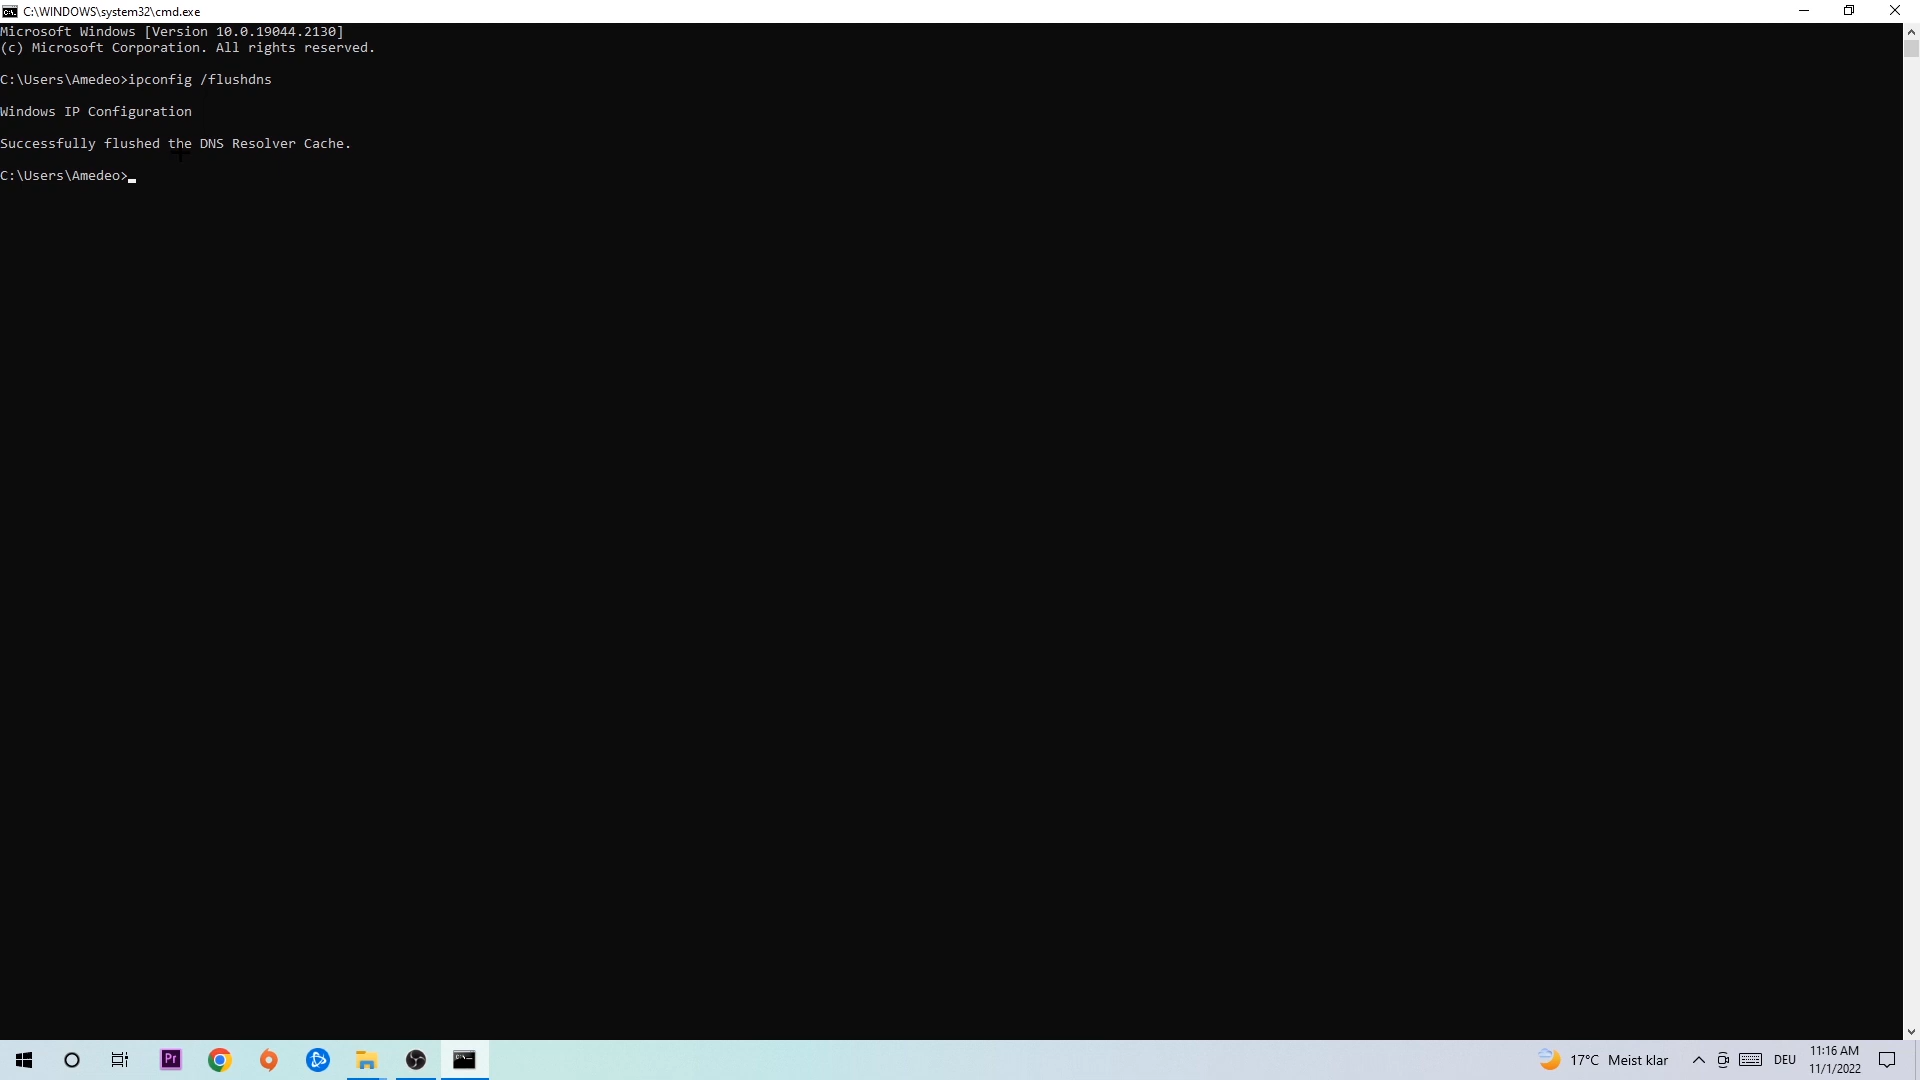 C:\WINDOWS\system32\cmd.exe
Microsoft Windows [Version 10.0.19044.2130]
(c) Microsoft Corporation. All rights reserved.
C:\Users\Amedeo>ipconfig /flushdns
Windows IP Configuration
Successfully flushed the DNS Resolver Cache.
C:\Users\Amedeo>
Pr
17°C Meist klar
DEU
11:16 AM
11/1/2022